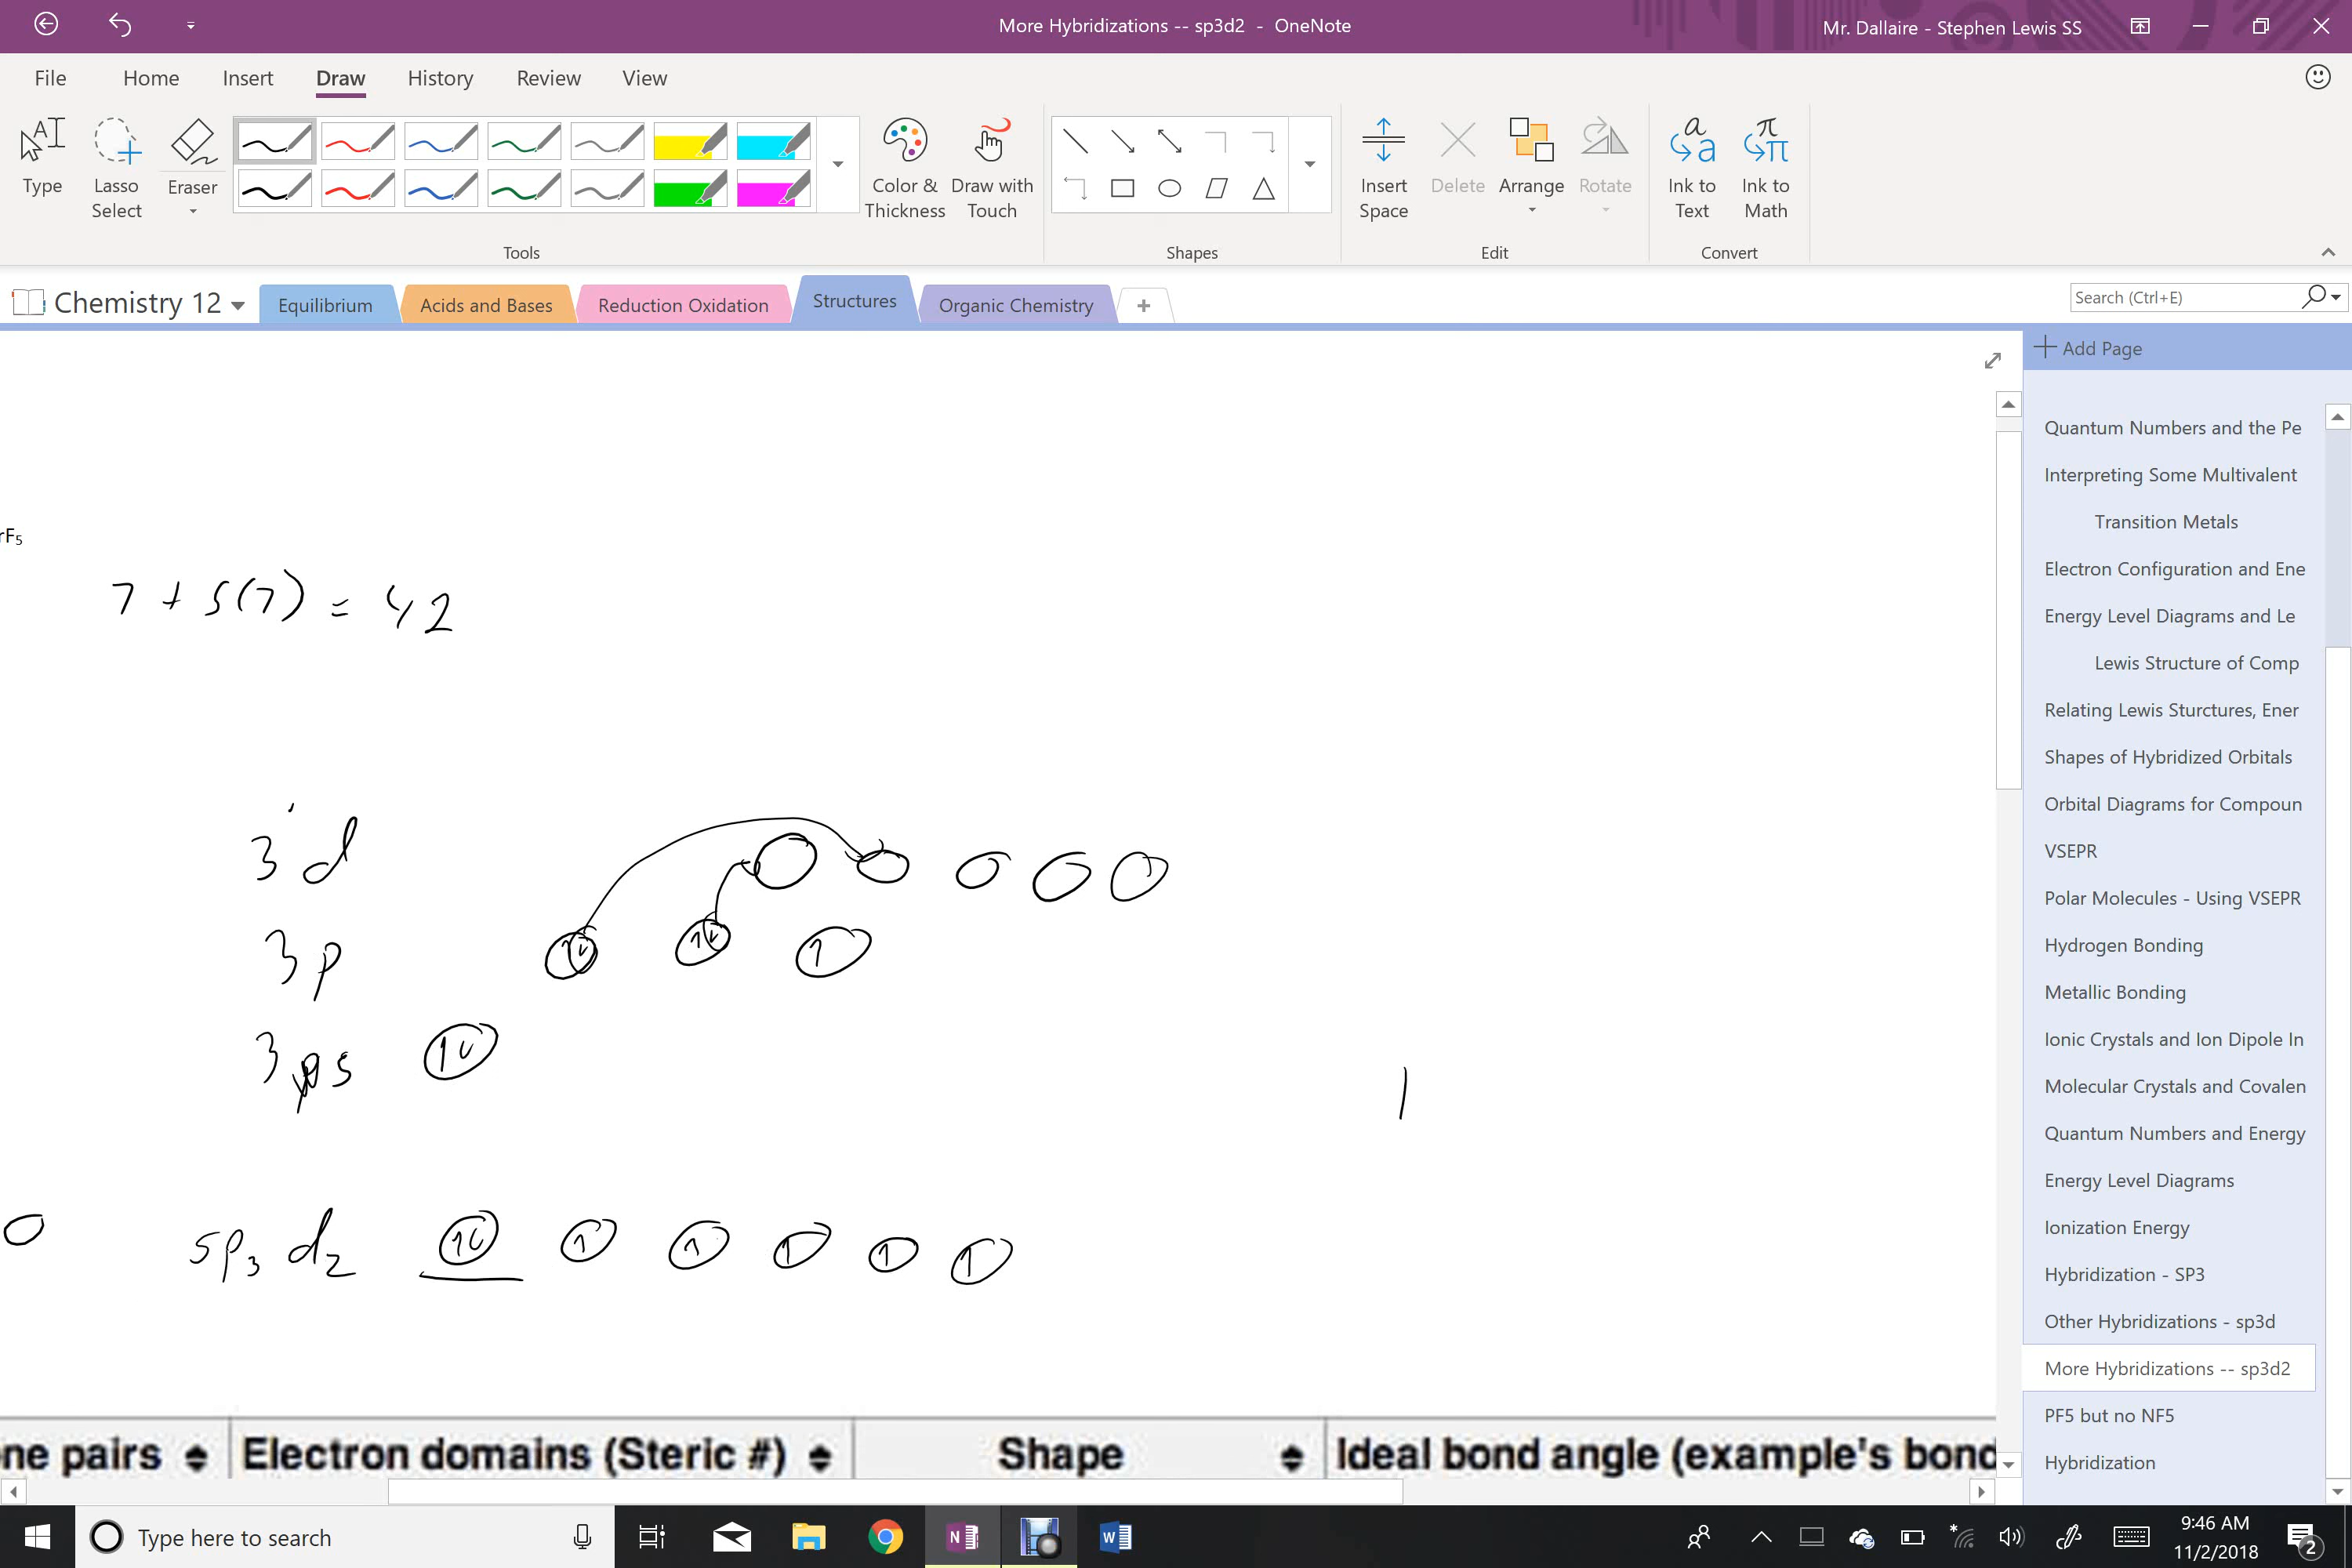 More Hybridizations -- sp3d2 - OneNote
Mr. Dallaire - Stephen Lewis SS
File Home Insert Draw History Review View
Type
Lasso Select
Eraser
Color & Thickness
Draw with Touch
Insert Space
Delete
Arrange
Rotate
Ink to Text
Ink to Math
Tools
Shapes
Edit
Convert
Chemistry 12
Equilibrium
Acids and Bases
Reduction Oxidation
Structures
Organic Chemistry
+
Search (Ctrl+E)
Add Page
Quantum Numbers and the Pe
Interpreting Some Multivalent
Transition Metals
Electron Configuration and Ene
Energy Level Diagrams and Le
Lewis Structure of Comp
Relating Lewis Sturctures, Ener
Shapes of Hybridized Orbitals
Orbital Diagrams for Compoun
VSEPR
Polar Molecules - Using VSEPR
Hydrogen Bonding
Metallic Bonding
Ionic Crystals and Ion Dipole In
Molecular Crystals and Covalen
Quantum Numbers and Energy
Energy Level Diagrams
Ionization Energy
Hybridization - SP3
Other Hybridizations - sp3d
More Hybridizations -- sp3d2
PF5 but no NF5
Hybridization
rF₅
7 + 5(7) = 42
3d
3p
3s
sp₃ d₂
ne pairs
Electron domains (Steric #)
Shape
Ideal bond angle (example's bond
Type here to search
9:46 AM
11/2/2018
2